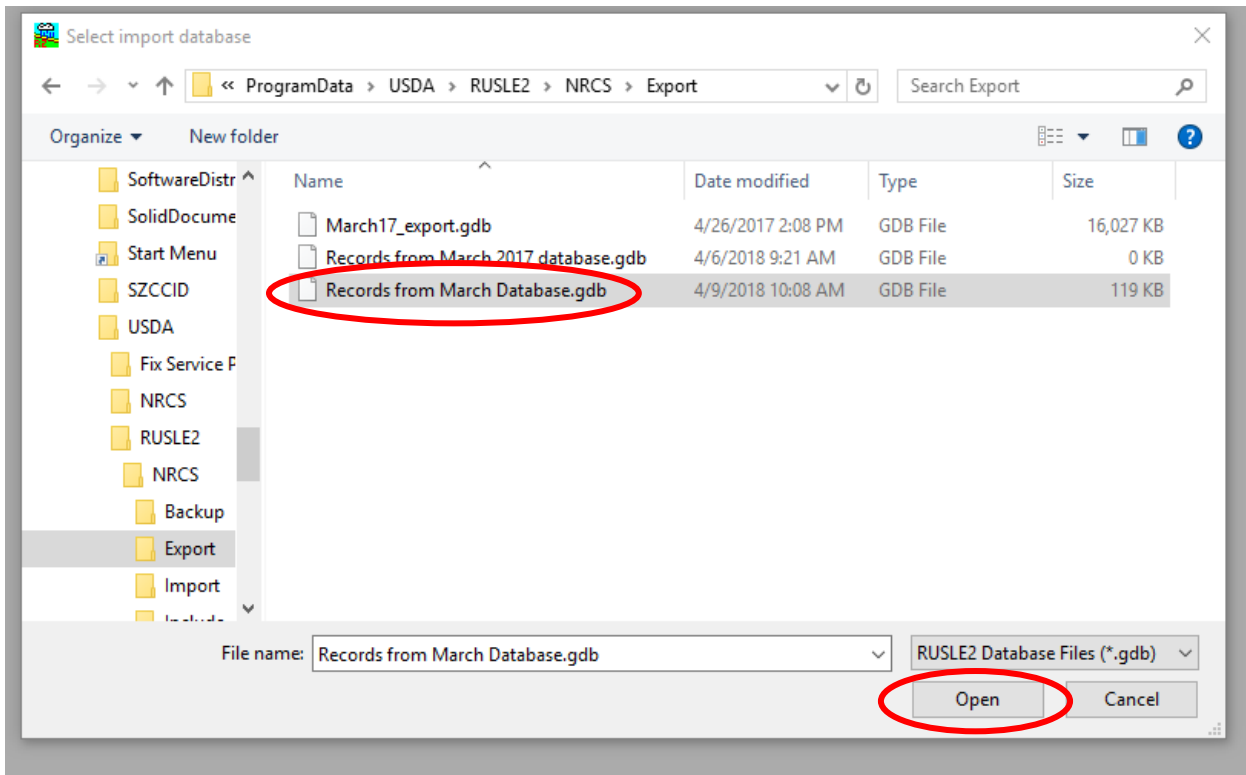 Select import database
« ProgramData > USDA > RUSLE2 > NRCS > Export
Search Export
Organize New folder
Name Date modified Type Size
SoftwareDistr
SolidDocume
Start Menu
SZCCID
USDA
Fix Service P
NRCS
RUSLE2
NRCS
Backup
Export
Import
March17_export.gdb 4/26/2017 2:08 PM GDB File 16,027 KB
Records from March 2017 database.gdb 4/6/2018 9:21 AM GDB File 0 KB
Records from March Database.gdb 4/9/2018 10:08 AM GDB File 119 KB
File name: Records from March Database.gdb RUSLE2 Database Files (*.gdb)
Open Cancel